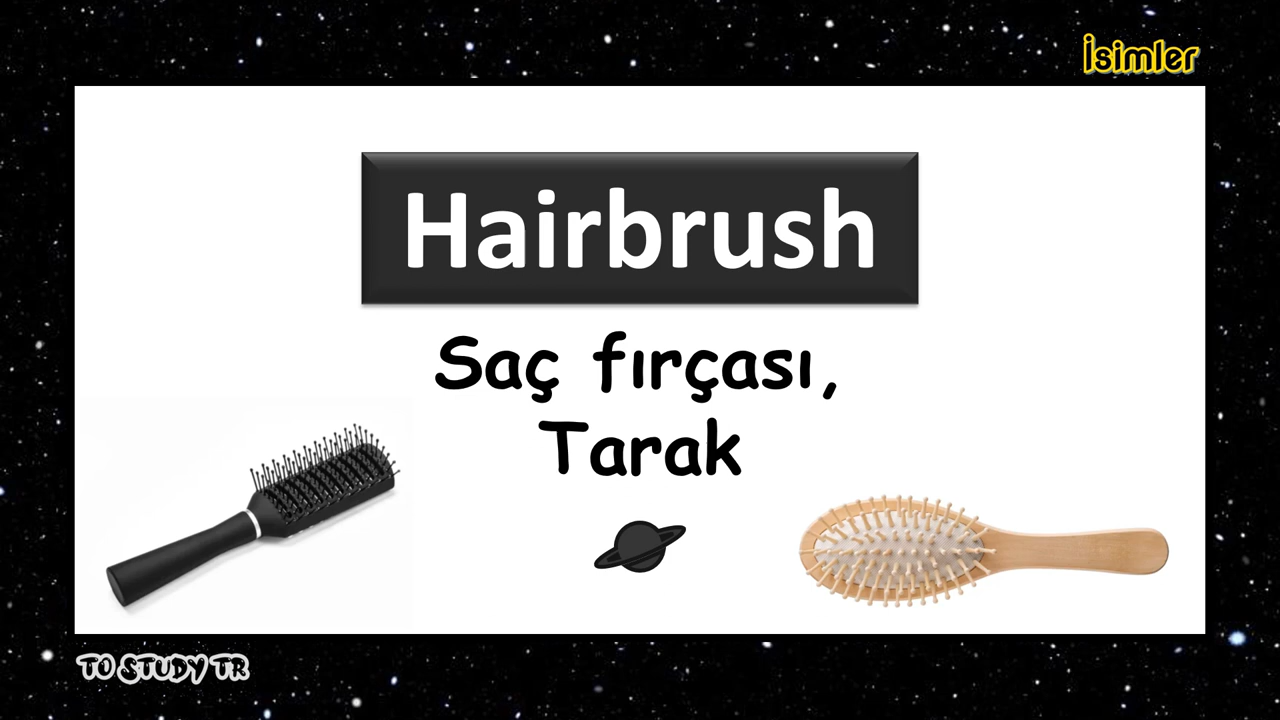 İsimler
Hairbrush
Saç fırçası,
Tarak
TO STUDY TR